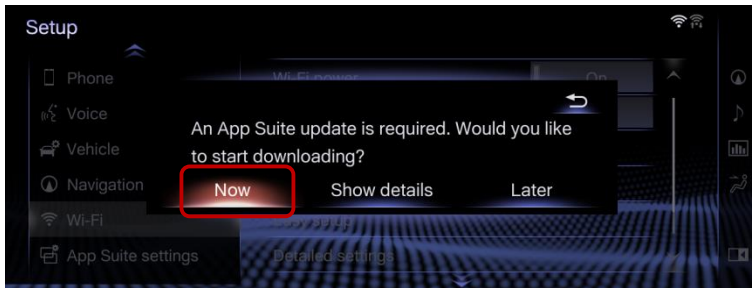 Setup
Phone
Wi-Fi power
On
Voice
An App Suite update is required. Would you like
to start downloading?
Vehicle
Navigation
Now
Show details
Later
Wi-Fi
App Suite settings
Detailed settings